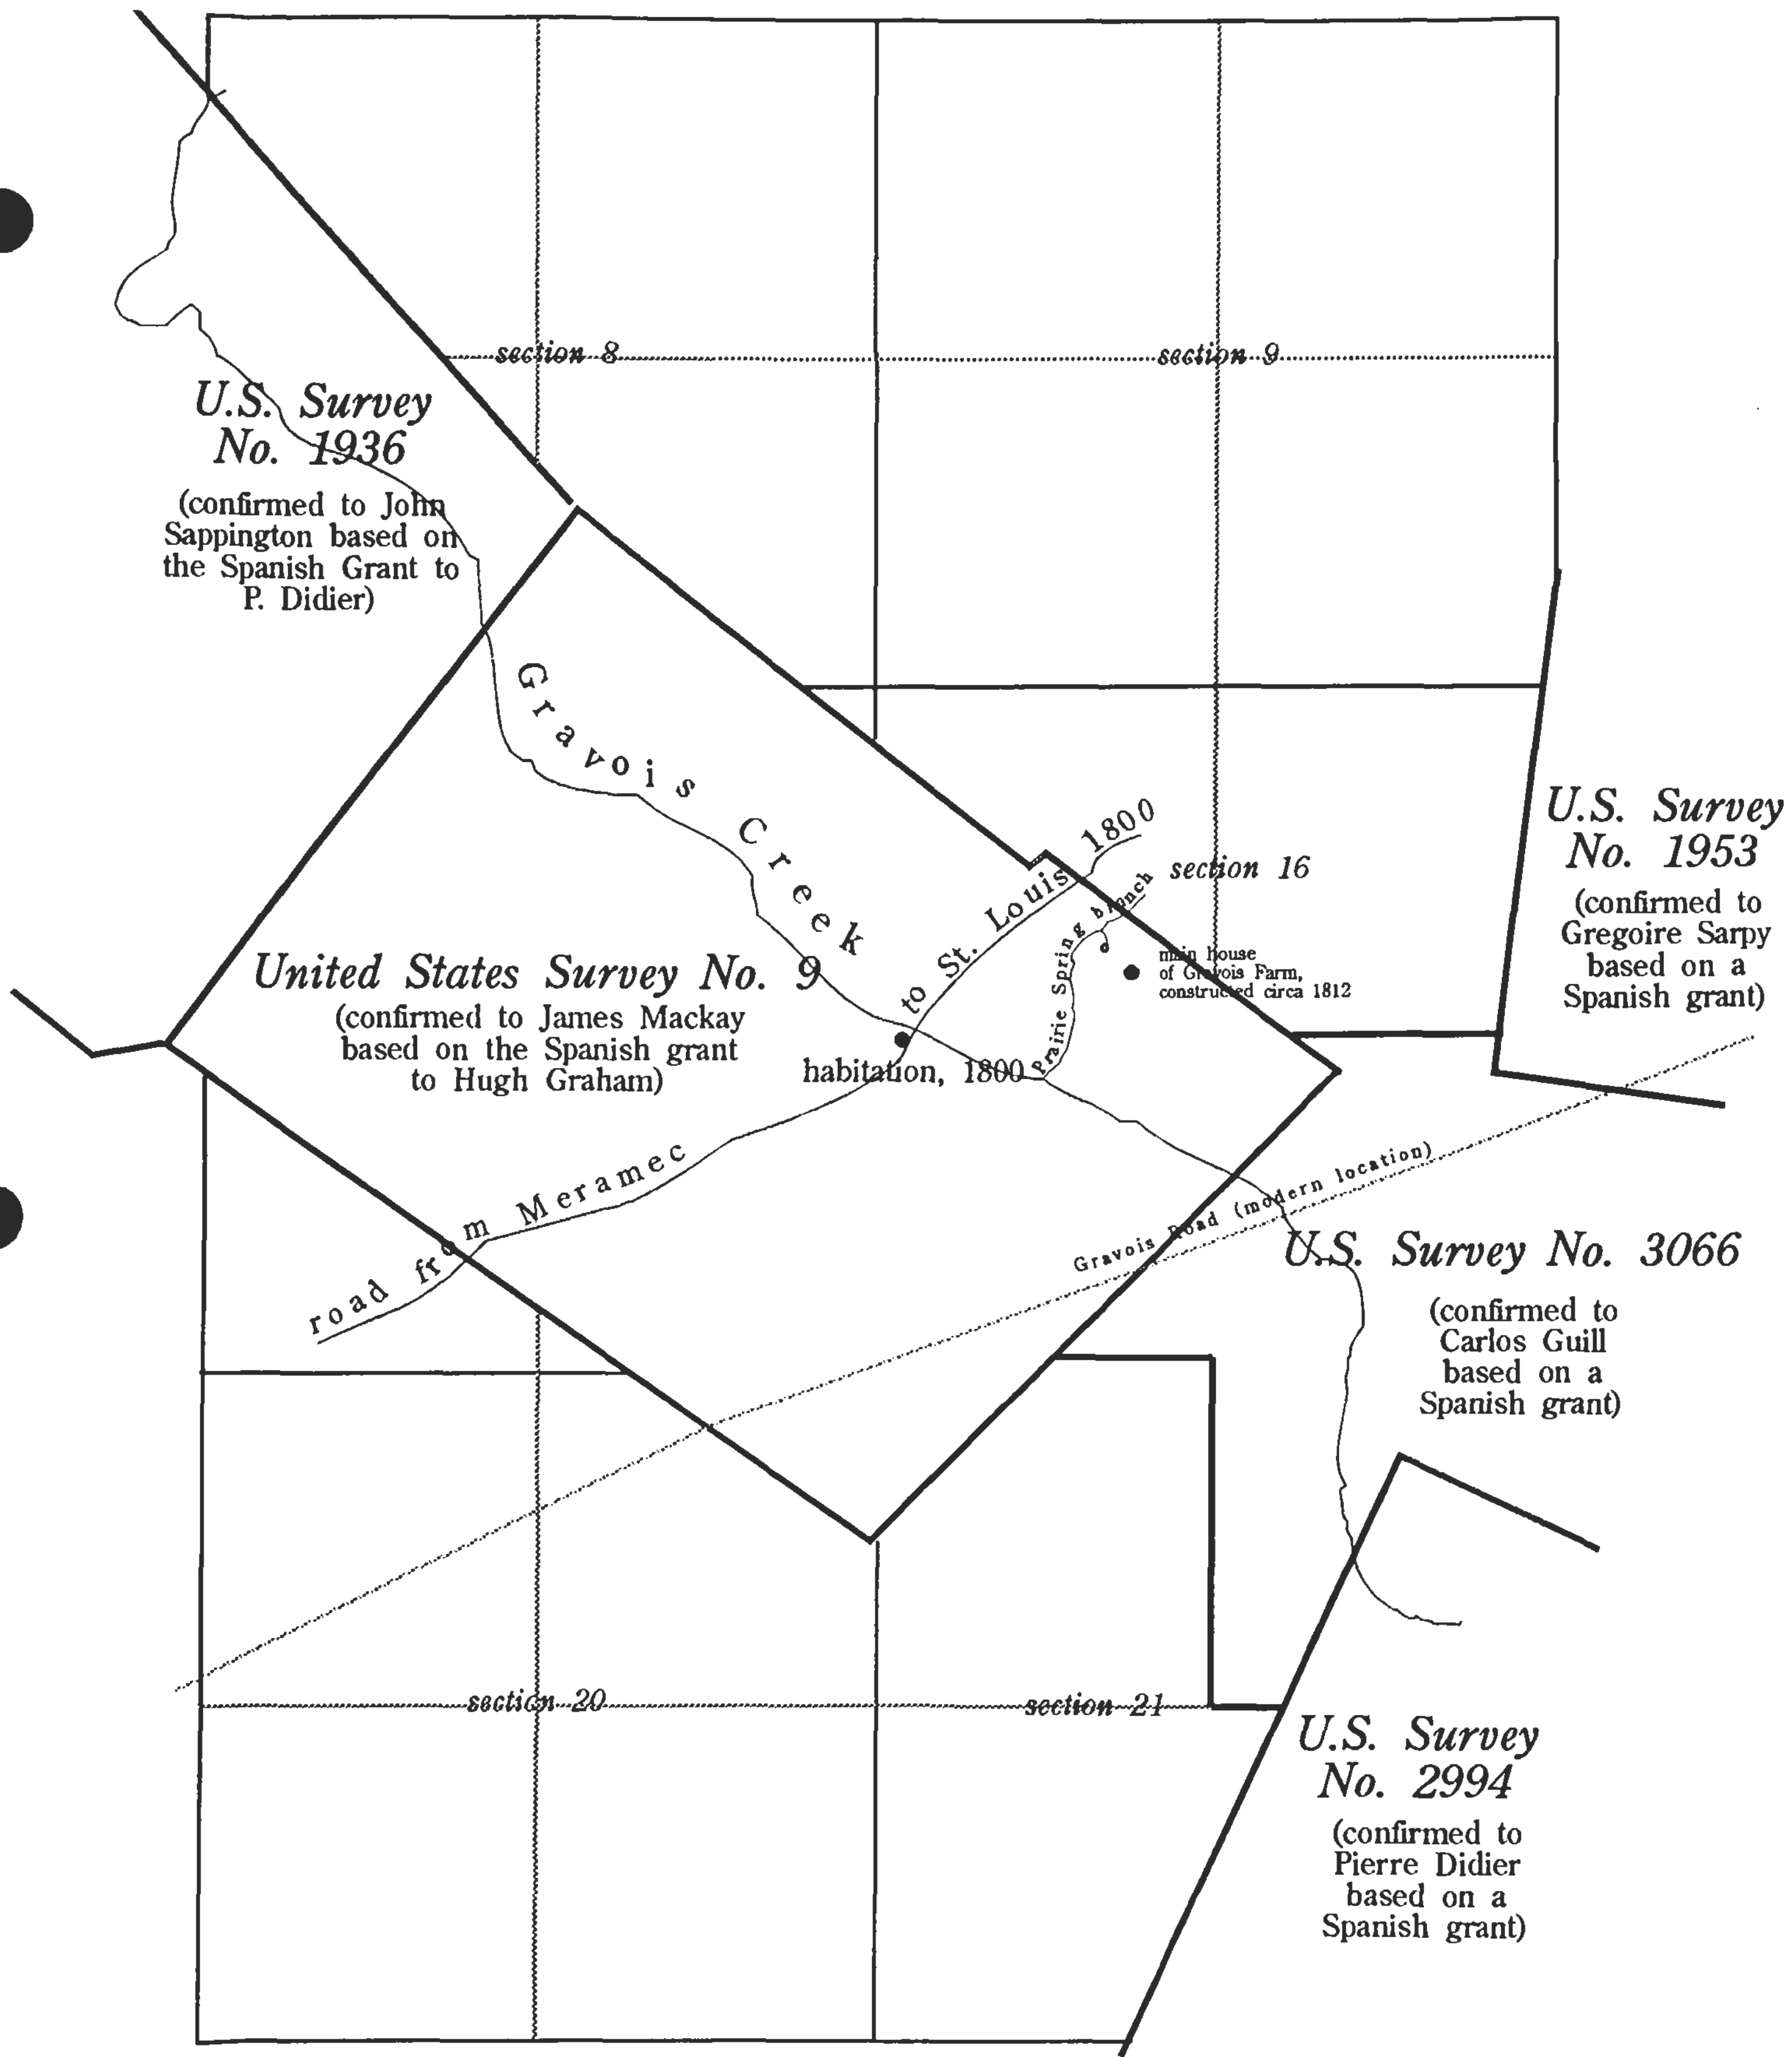 section 8
section 9
U.S. Survey
No. 1936
(confirmed to John
Sappington based on
the Spanish Grant to
P. Didier)
Gravois Creek
to St. Louis 1800
section 16
Prairie Spring branch
main house
of Gravois Farm,
constructed circa 1812
U.S. Survey
No. 1953
(confirmed to
Gregoire Sarpy
based on a
Spanish grant)
United States Survey No. 9
(confirmed to James Mackay
based on the Spanish grant
to Hugh Graham)
habitation, 1800
road from Meramec
Gravois Road (modern location)
U.S. Survey No. 3066
(confirmed to
Carlos Guill
based on a
Spanish grant)
section 20
section 21
U.S. Survey
No. 2994
(confirmed to
Pierre Didier
based on a
Spanish grant)